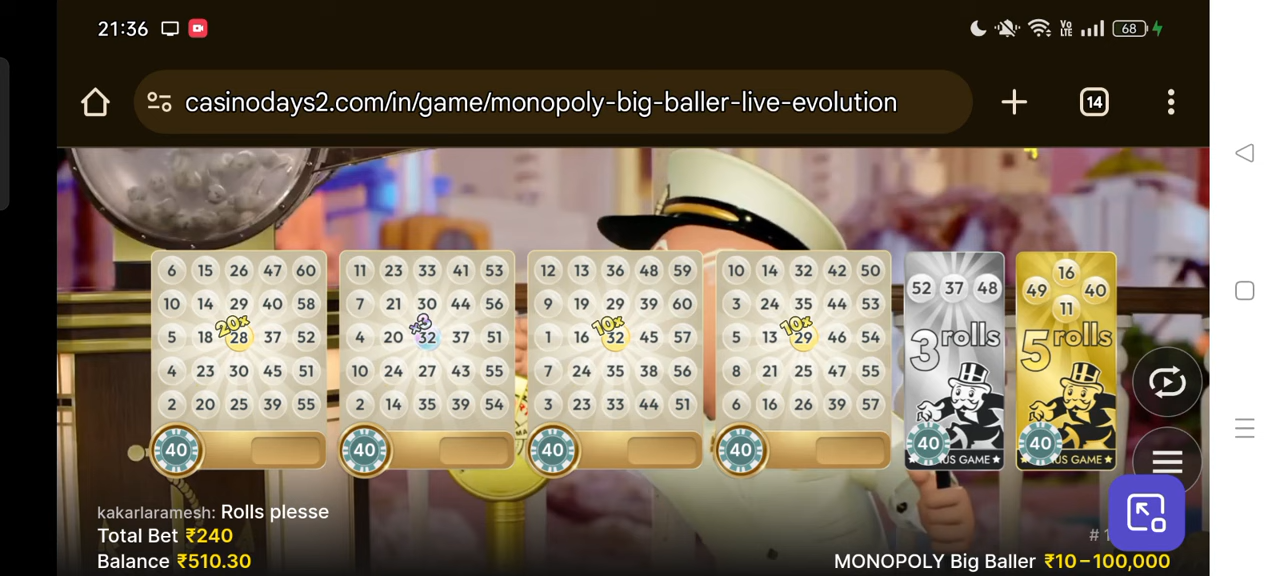 21:36
Vo LTE 68
casinodays2.com/in/game/monopoly-big-baller-live-evolution
14
6 15 26 47 60
10 14 29 40 58
5 18 20x 28 37 52
4 23 30 45 51
2 20 25 39 55
40
11 23 33 41 53
7 21 30 44 56
4 20 x3 32 37 51
10 24 27 43 55
2 14 35 39 54
40
12 13 36 48 59
9 19 29 39 60
1 16 10x 32 45 57
7 24 35 38 56
3 23 33 44 51
40
10 14 32 42 50
3 24 35 44 53
5 13 10x 29 46 54
8 21 25 47 55
6 16 26 39 57
40
52 37 48
3 rolls
40
US GAME
16
49 40
11
5 rolls
40
US GAME
kakarlaramesh: Rolls plesse
Total Bet ₹240
Balance ₹510.30
MONOPOLY Big Baller ₹10–100,000